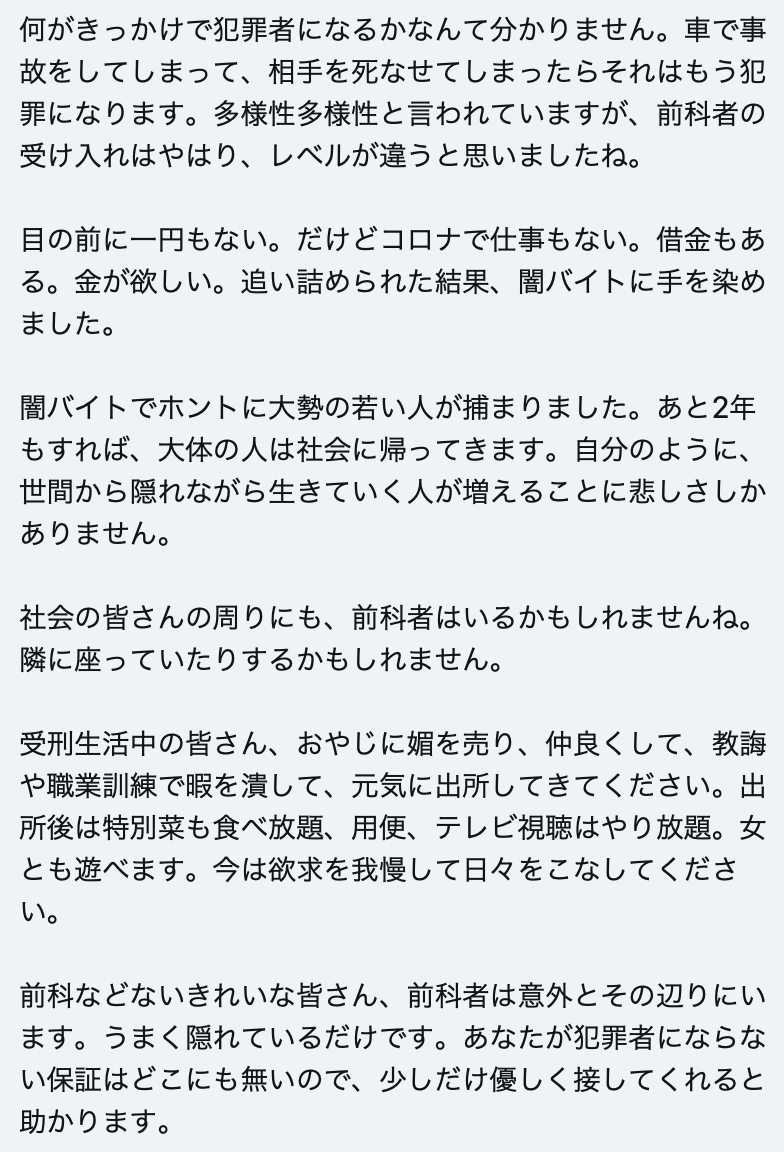 何がきっかけで犯罪者になるかなんて分かりません。車で事
故をしてしまって、相手を死なせてしまったらそれはもう犯
罪になります。多様性多様性と言われていますが、前科者の
受け入れはやはり、レベルが違うと思いましたね。
目の前に一円もない。だけどコロナで仕事もない。借金もあ
る。金が欲しい。追い詰められた結果、闇バイトに手を染め
ました。
闇バイトでホントに大勢の若い人が捕まりました。あと2年
もすれば、大体の人は社会に帰ってきます。自分のように、
世間から隠れながら生きていく人が増えることに悲しさしか
ありません。
社会の皆さんの周りにも、前科者はいるかもしれませんね。
隣に座っていたりするかもしれません。
受刑生活中の皆さん、おやじに媚を売り、仲良くして、教誨
や職業訓練で暇を潰して、元気に出所してきてください。出
所後は特別菜も食べ放題、用便、テレビ視聴はやり放題。女
とも遊べます。今は欲求を我慢して日々をこなしてくださ
い。
前科などないきれいな皆さん、前科者は意外とその辺りにい
ます。うまく隠れているだけです。あなたが犯罪者にならな
い保証はどこにも無いので、少しだけ優しく接してくれると
助かります。